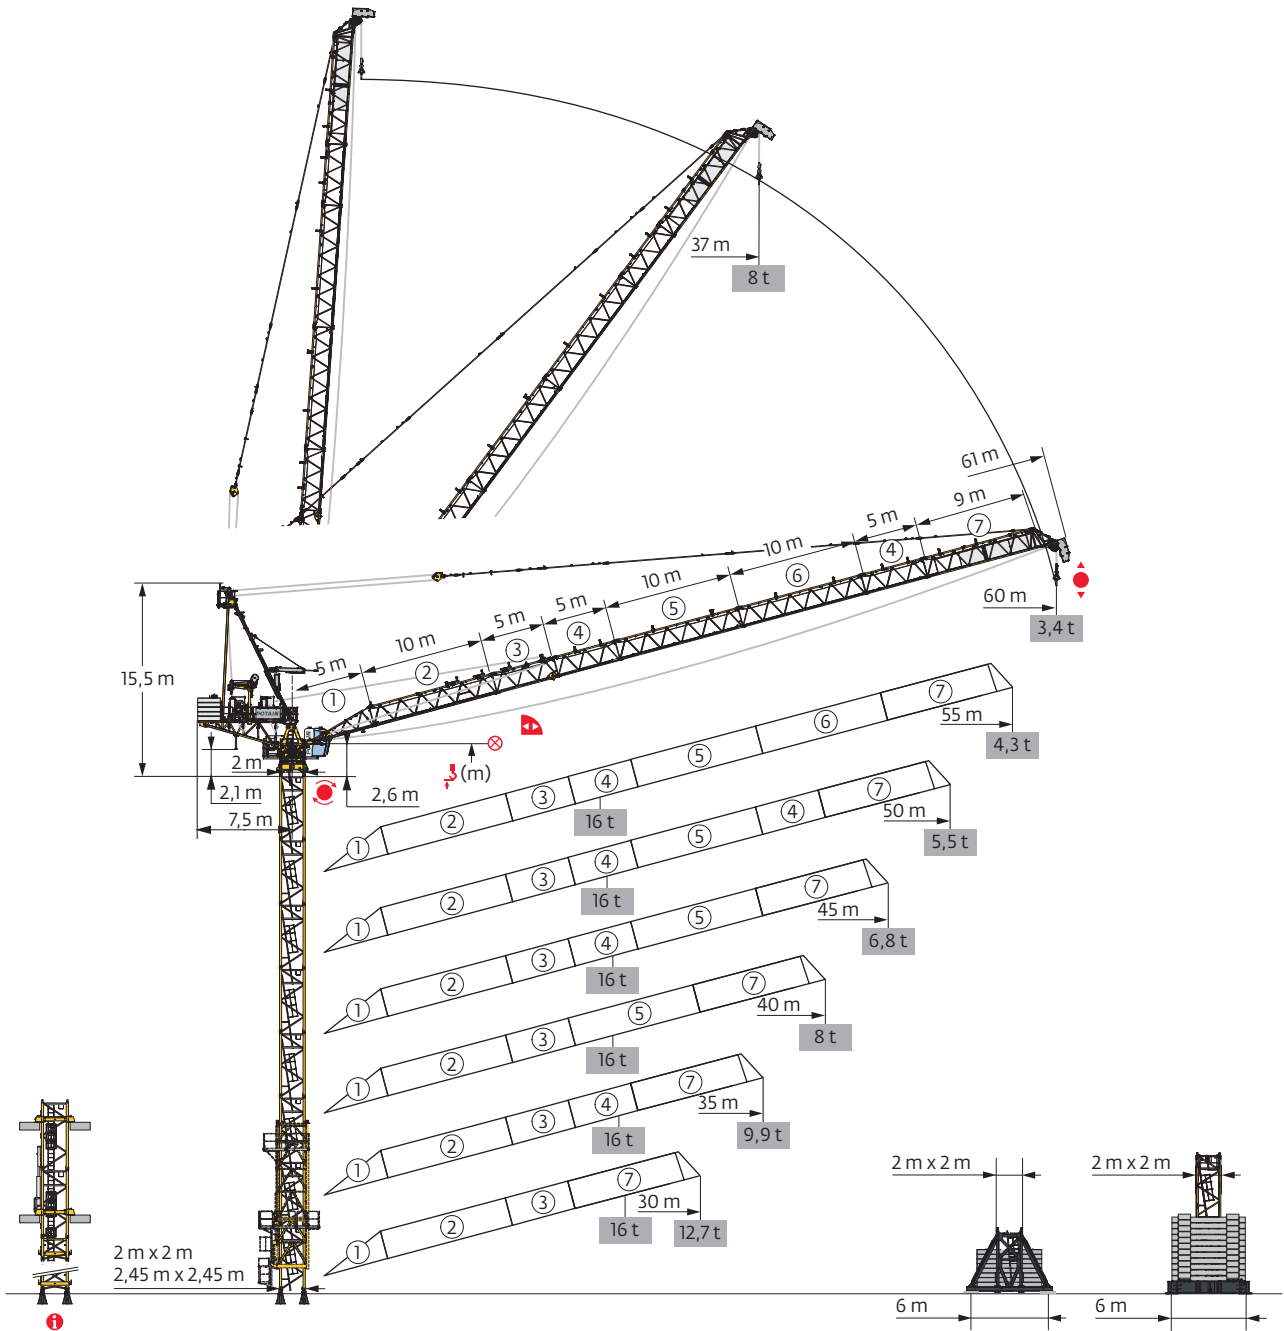 37 m
8 t
61 m
9 m
5 m
⑦
10 m
④
⑥
10 m
⑤
5 m
5 m
④
③
10 m
②
5 m
①
60 m
3,4 t
15,5 m
POTAIN
2 m
2,1 m
7,5 m
2,6 m
(m)
① ② ③ ④ ⑤ ⑥ ⑦
55 m
16 t
4,3 t
① ② ③ ④ ⑤ ④ ⑦
50 m
16 t
5,5 t
① ② ③ ④ ⑤ ⑦
45 m
16 t
6,8 t
① ② ③ ⑤ ⑦
40 m
16 t
8 t
① ② ③ ④ ⑦
35 m
16 t
9,9 t
① ② ③ ⑦
30 m
16 t
12,7 t
2 m x 2 m
2,45 m x 2,45 m
i
2 m x 2 m
6 m
2 m x 2 m
6 m